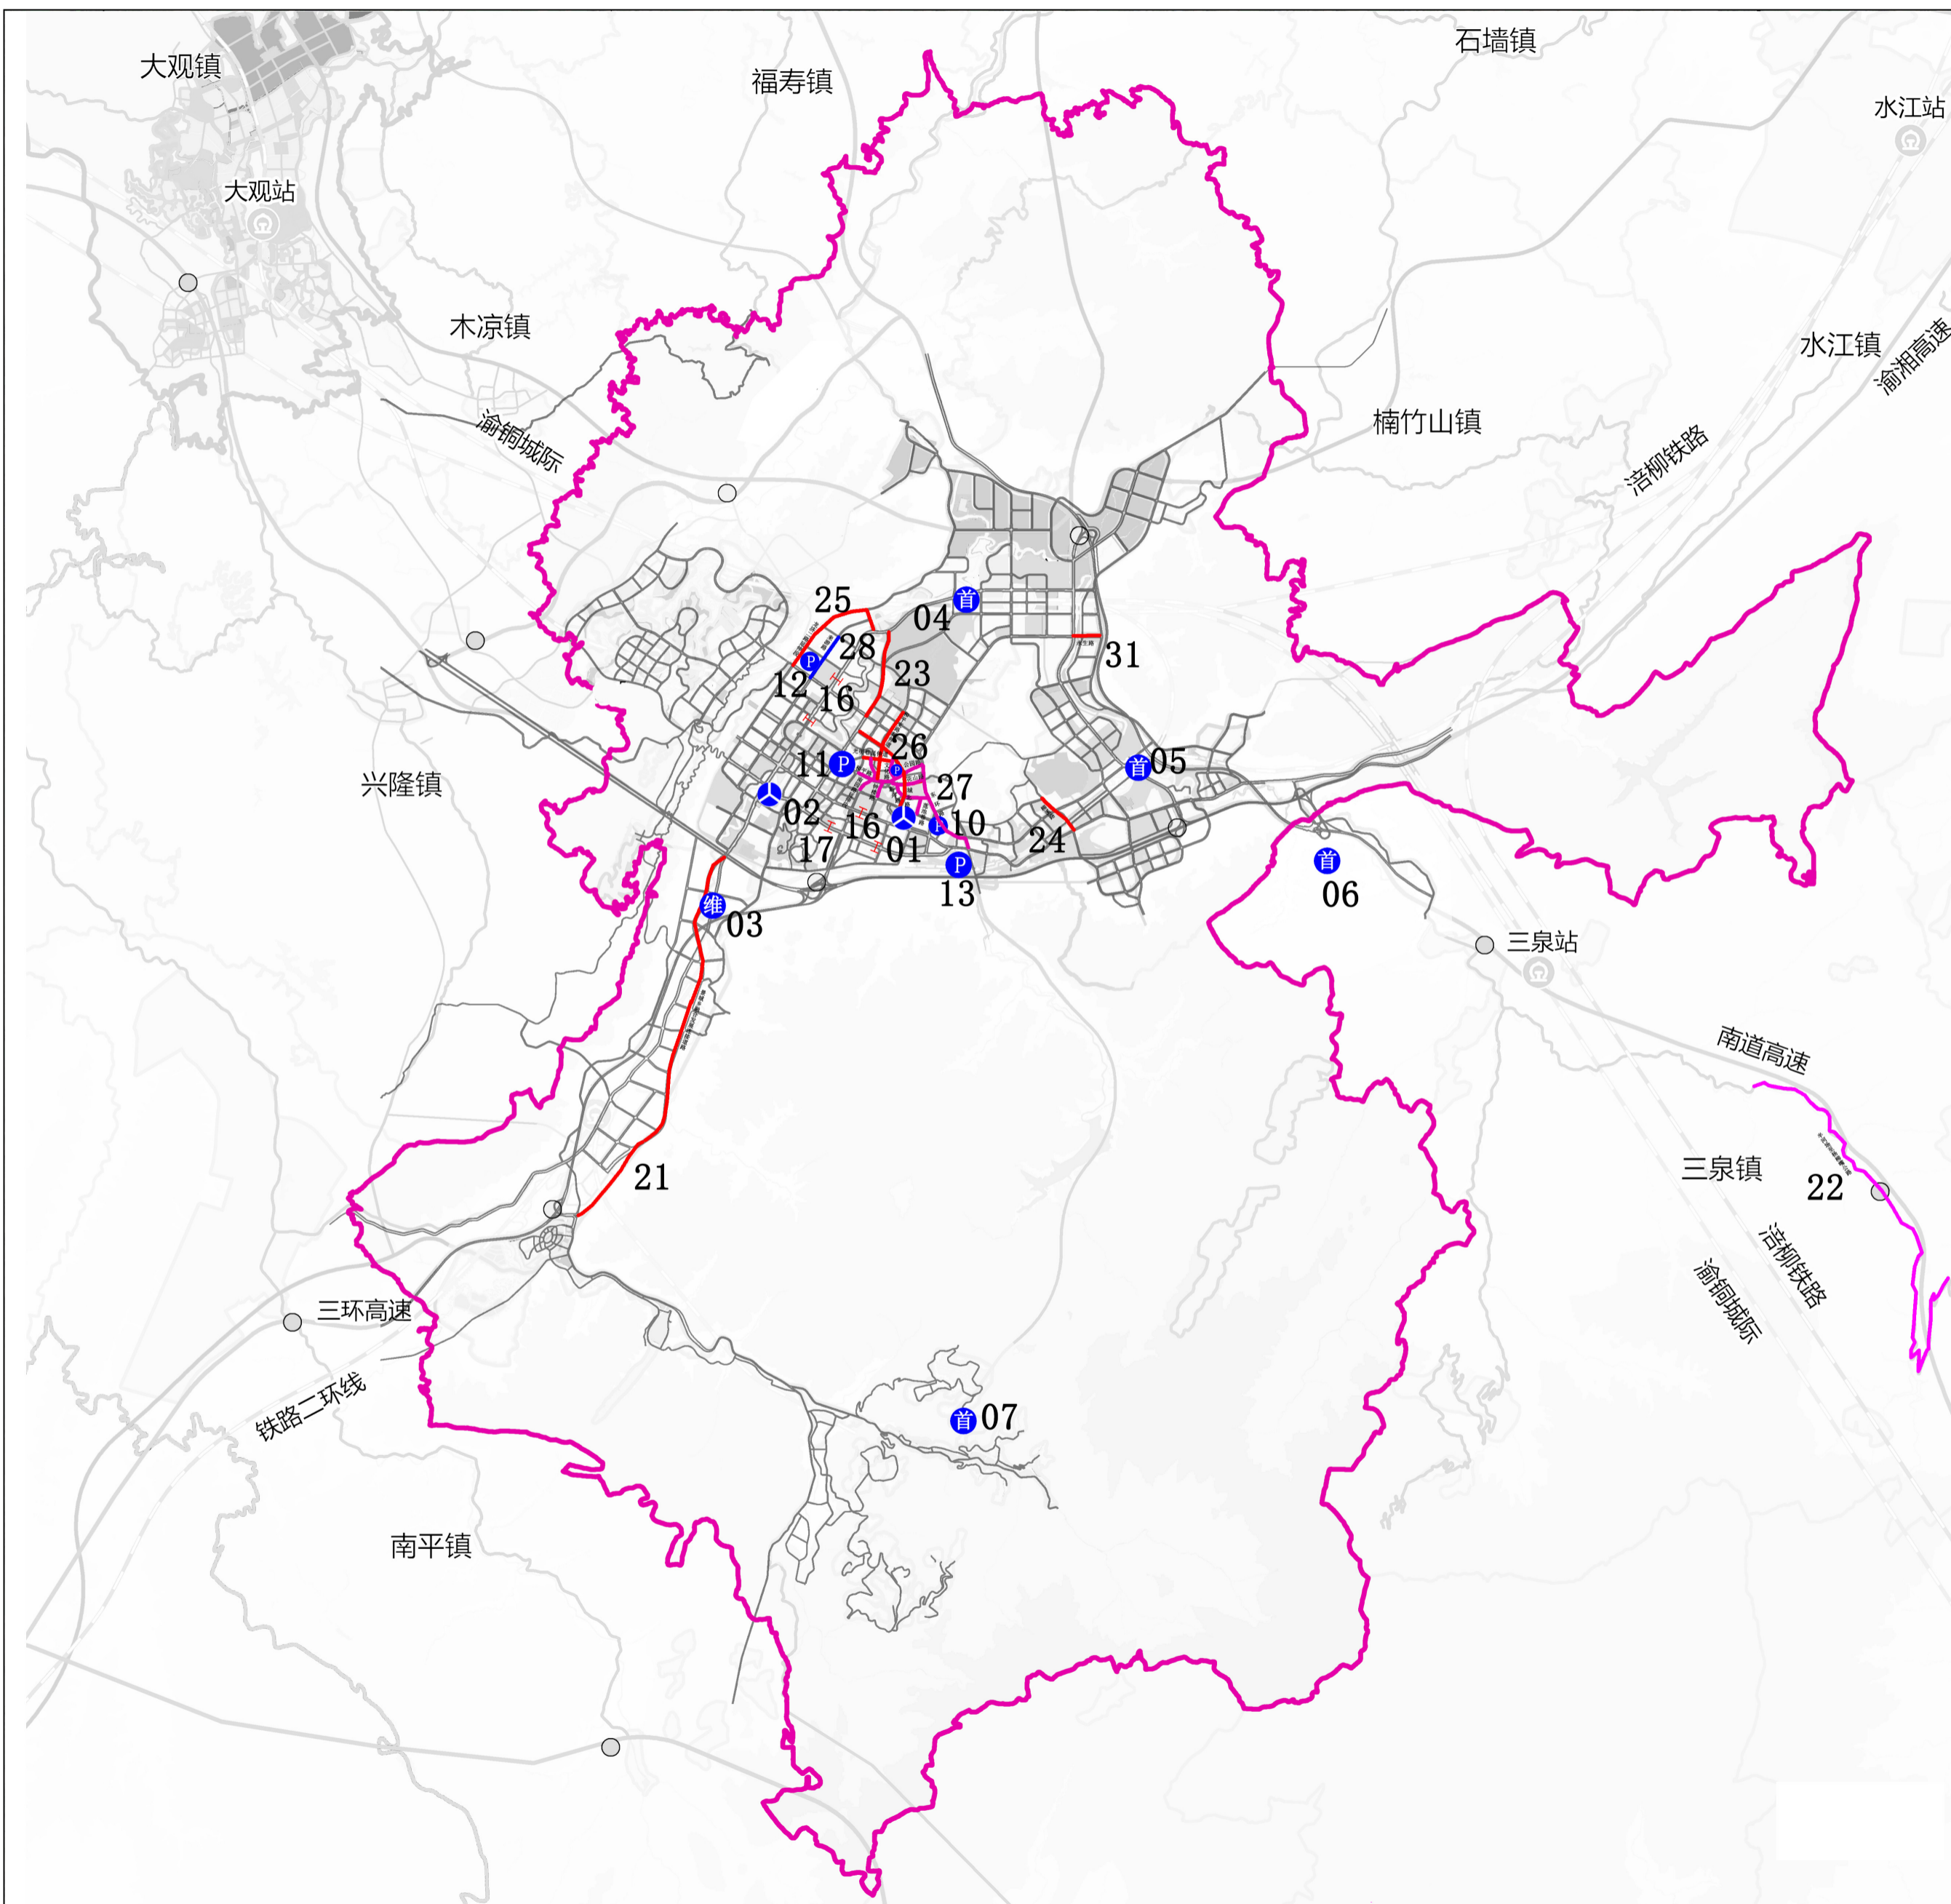 石墙镇
大观镇
福寿镇
水江站
大观站
木凉镇
水江镇
渝湘高速
楠竹山镇
渝铜城际
涪柳铁路
25
首
04
28
31
P
12
23
16
26
P
11
首
05
P
兴隆镇
27
02
16
01
P
10
17
24
P
13
首
06
维
03
三泉站
南道高速
三泉镇
22
21
涪柳铁路
渝铜城际
三环高速
铁路二环线
首
07
南平镇